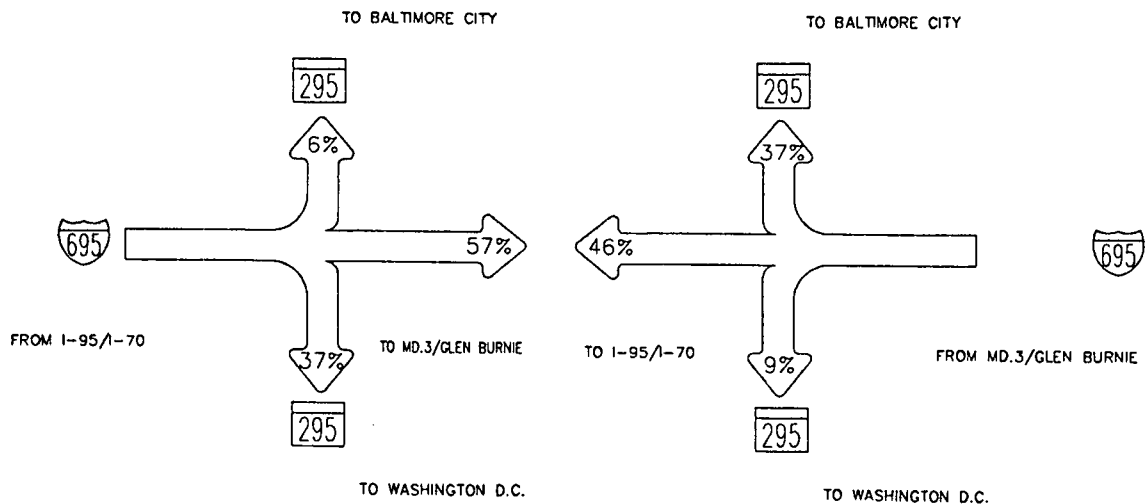 TO BALTIMORE CITY
295
6%
695
57%
FROM I-95/I-70
TO MD.3/GLEN BURNIE
37%
295
TO WASHINGTON D.C.
TO BALTIMORE CITY
295
37%
46%
695
TO I-95/I-70
FROM MD.3/GLEN BURNIE
9%
295
TO WASHINGTON D.C.